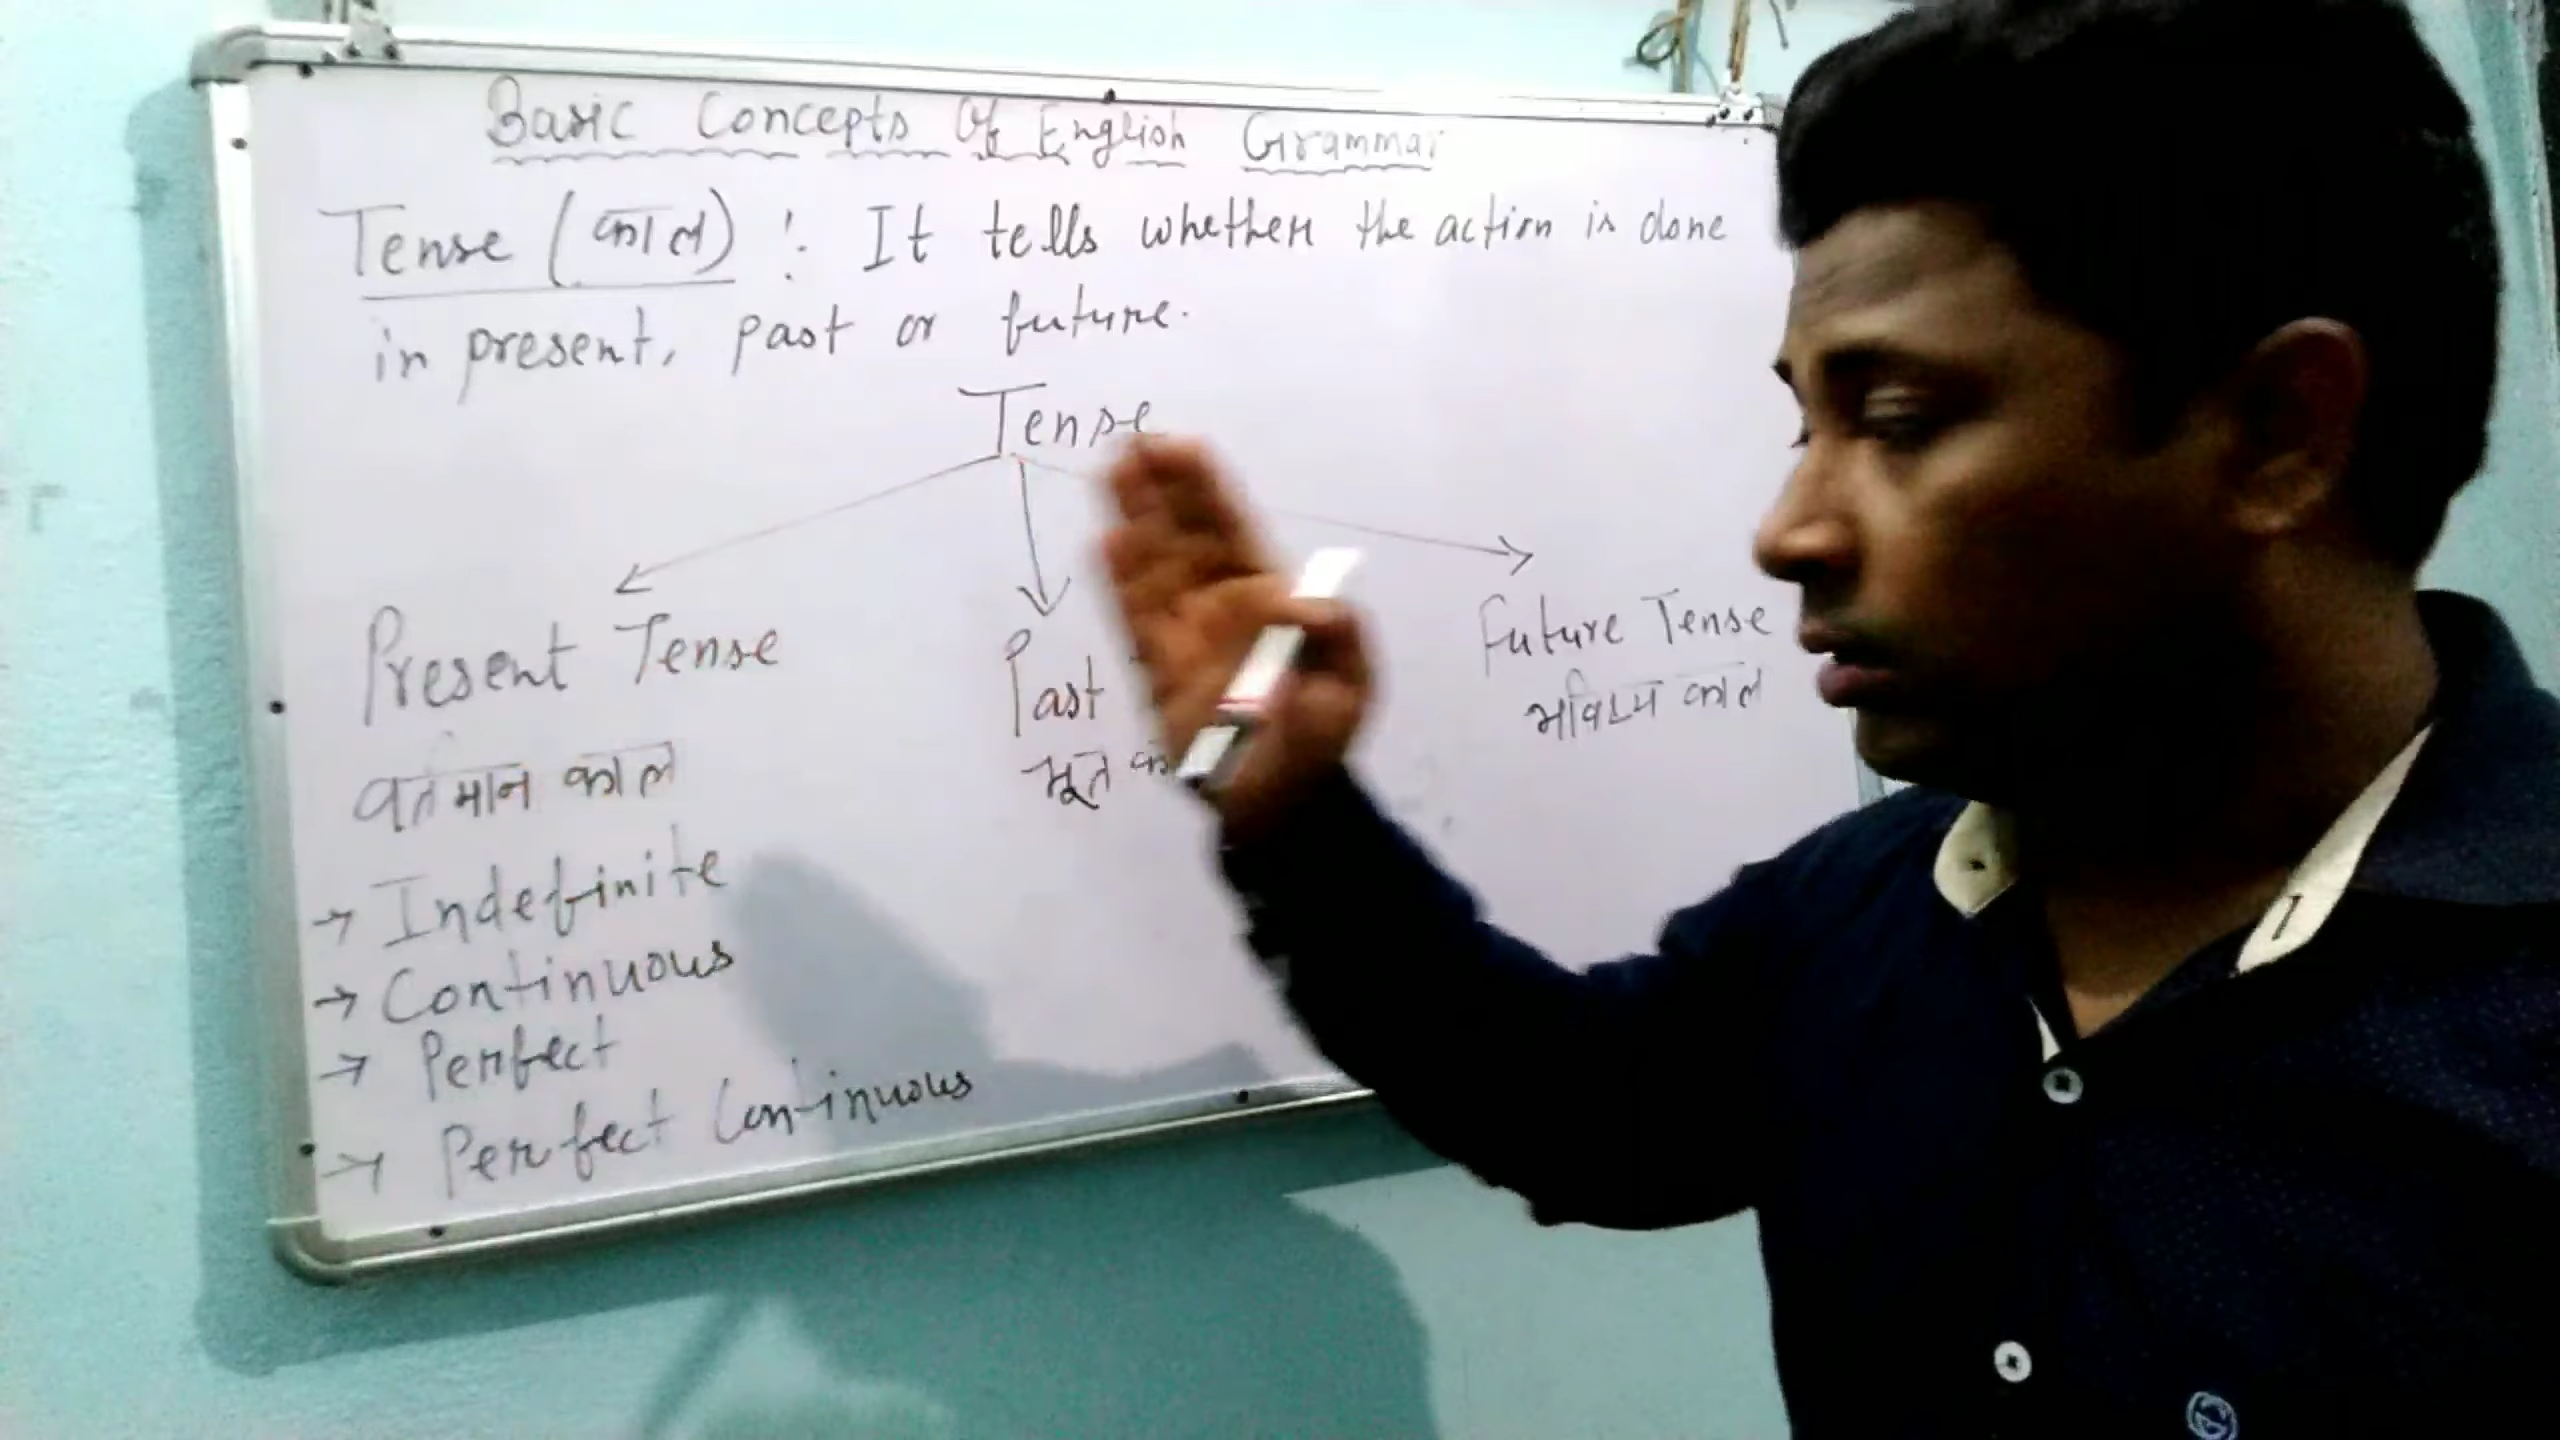 Basic Concepts Of English Grammar
Tense (काल) : It tells whether the action is done
in present, past or future.
Tense
Present Tense
वर्तमान काल
Past
भूत
Future Tense
भविष्य काल
→ Indefinite
→ Continuous
→ Perfect
→ Perfect Continuous